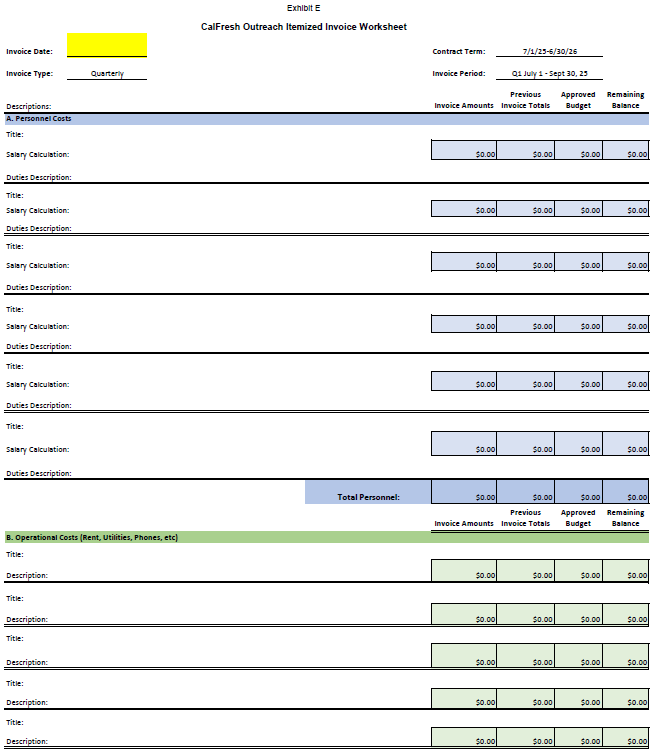 Exhibit E
CalFresh Outreach Itemized Invoice Worksheet
Invoice Date: Contract Term: 7/1/25-6/30/26
Invoice Type: Quarterly Invoice Period: Q1 July 1 - Sept 30, 25
Previous Approved Remaining
Descriptions: Invoice Amounts Invoice Totals Budget Balance
A. Personnel Costs
Title:
Salary Calculation: $0.00 $0.00 $0.00 $0.00
Duties Description:
Title:
Salary Calculation: $0.00 $0.00 $0.00 $0.00
Duties Description:
Title:
Salary Calculation: $0.00 $0.00 $0.00 $0.00
Duties Description:
Title:
Salary Calculation: $0.00 $0.00 $0.00 $0.00
Duties Description:
Title:
Salary Calculation: $0.00 $0.00 $0.00 $0.00
Duties Description:
Title:
Salary Calculation: $0.00 $0.00 $0.00 $0.00
Duties Description:
Total Personnel: $0.00 $0.00 $0.00 $0.00
Previous Approved Remaining
Invoice Amounts Invoice Totals Budget Balance
B. Operational Costs (Rent, Utilities, Phones, etc)
Title:
Description: $0.00 $0.00 $0.00 $0.00
Title:
Description: $0.00 $0.00 $0.00 $0.00
Title:
Description: $0.00 $0.00 $0.00 $0.00
Title:
Description: $0.00 $0.00 $0.00 $0.00
Title:
Description: $0.00 $0.00 $0.00 $0.00